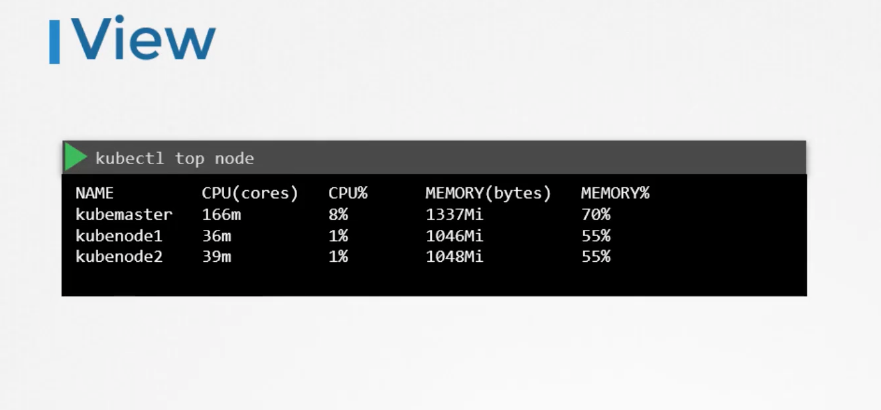 View
kubectl top node
NAME CPU(cores) CPU% MEMORY(bytes) MEMORY%
kubemaster 166m 8% 1337Mi 70%
kubenode1 36m 1% 1046Mi 55%
kubenode2 39m 1% 1048Mi 55%